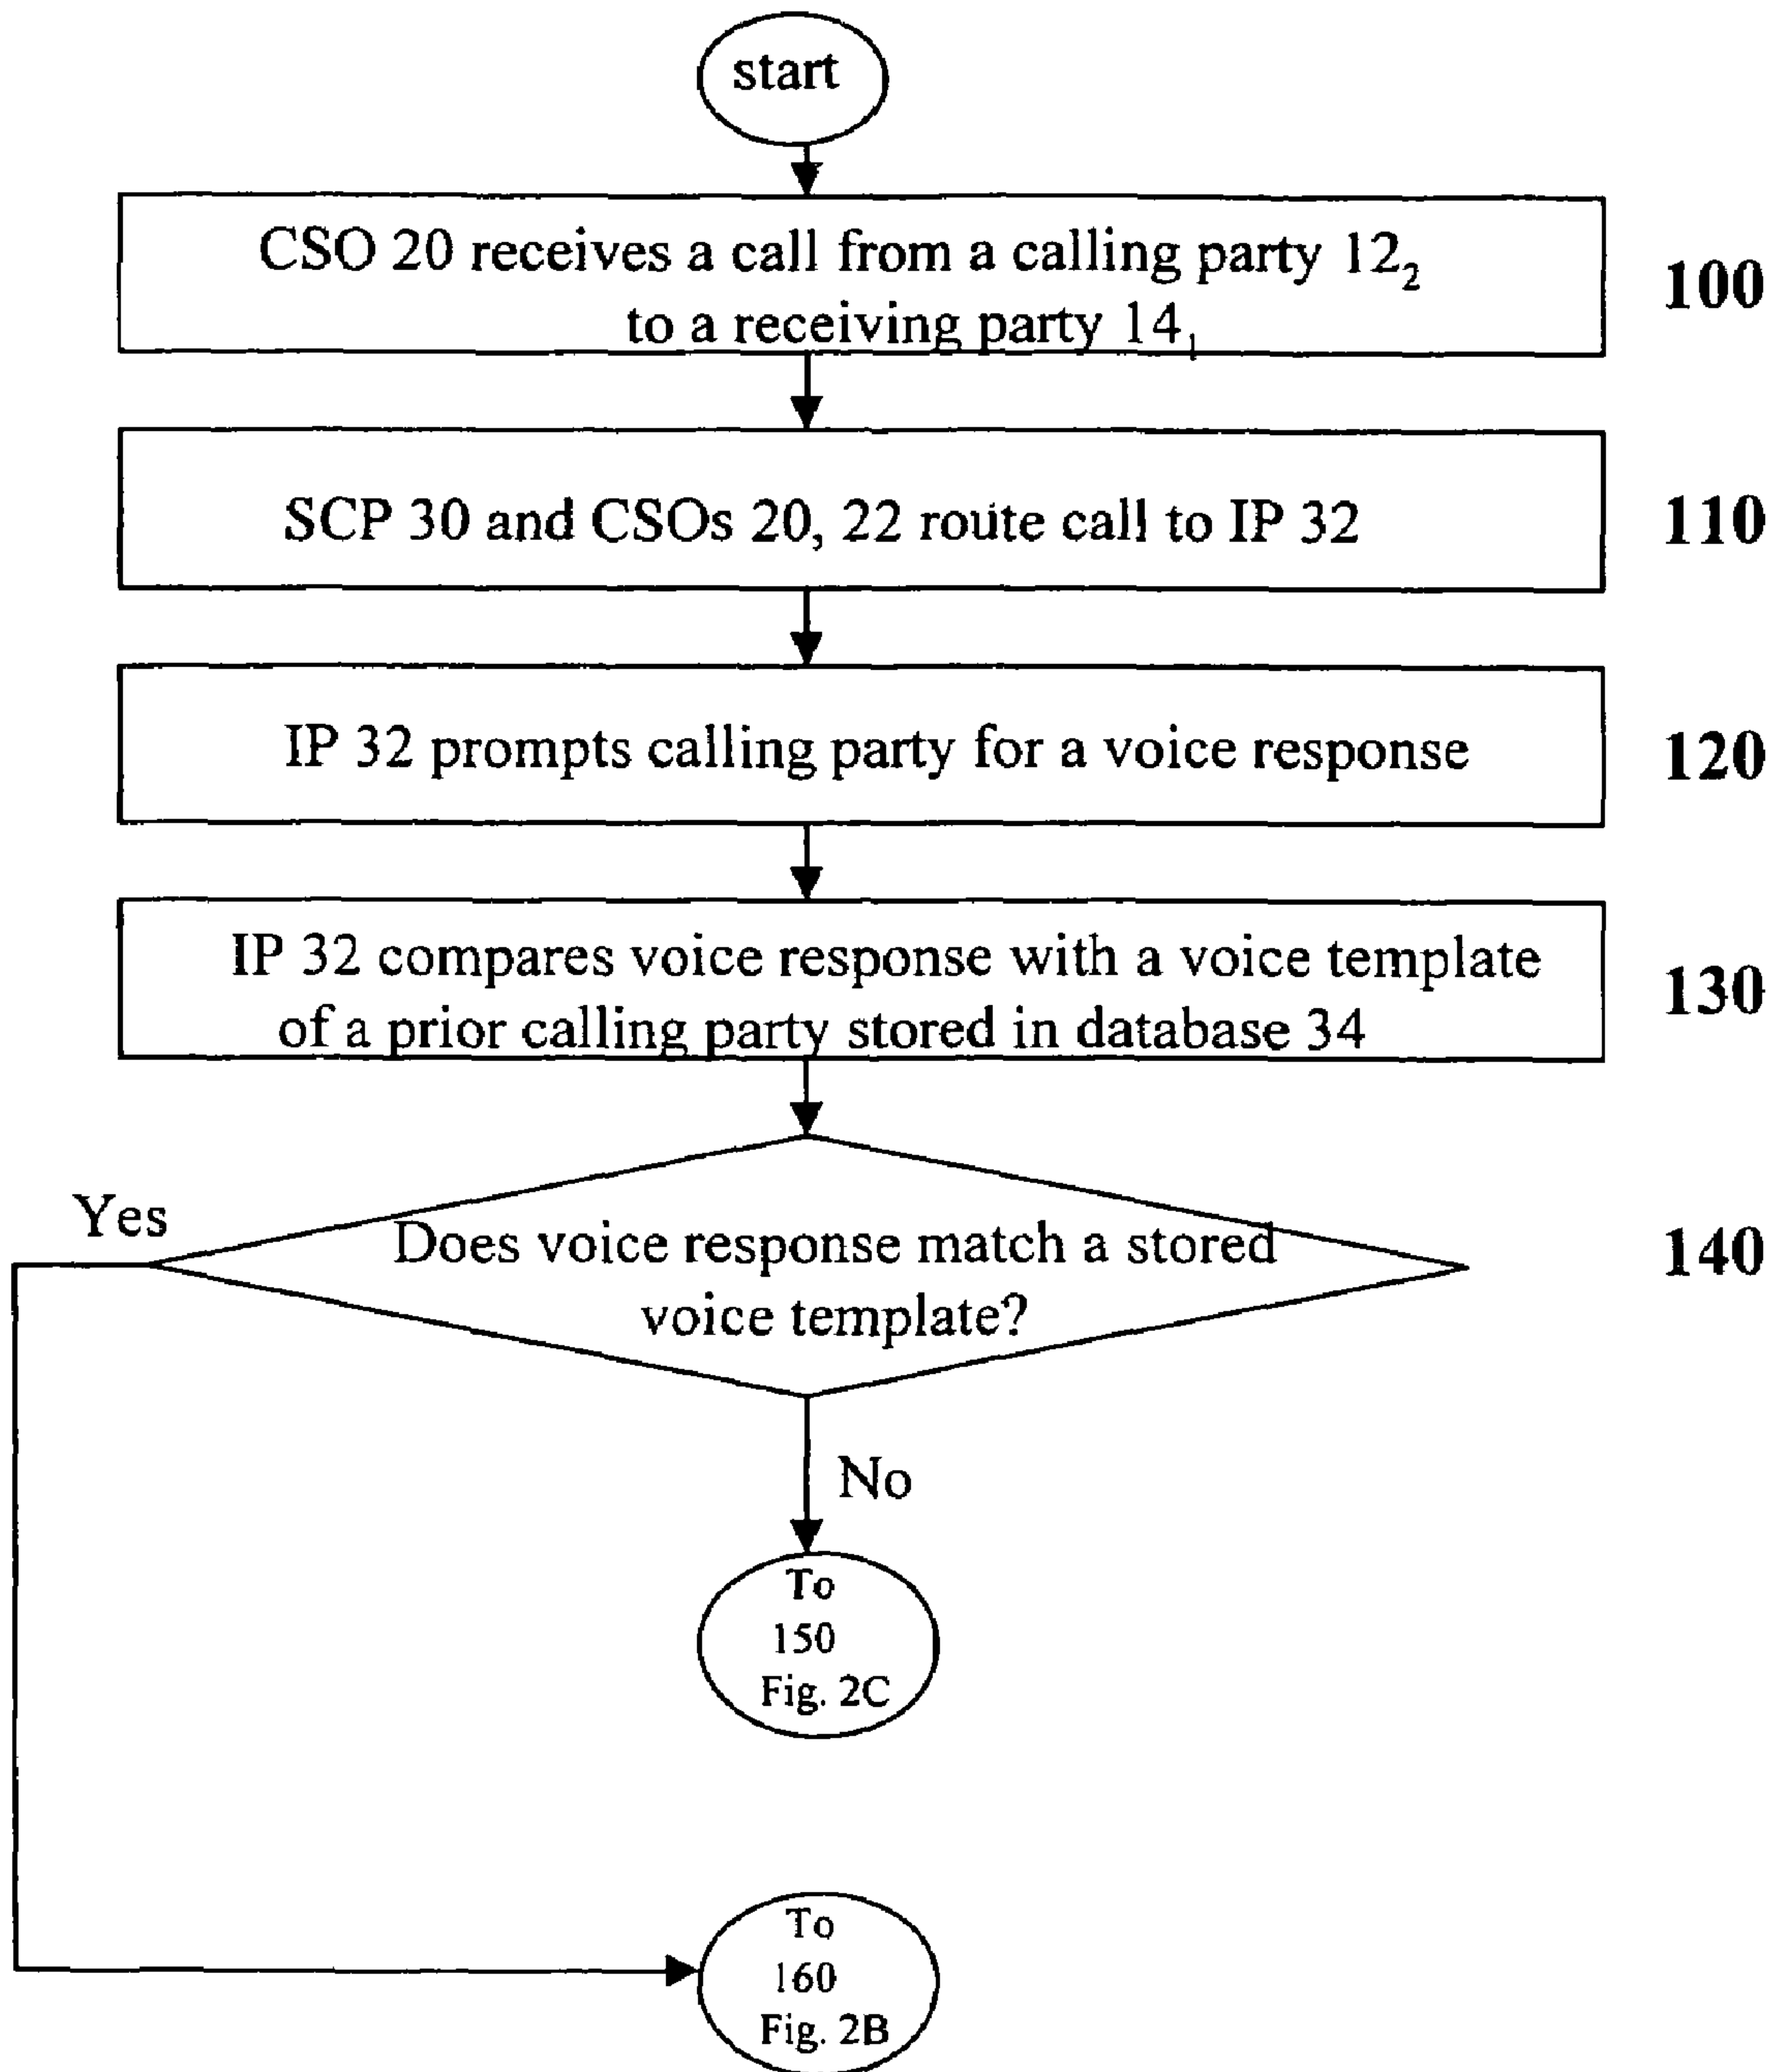 start
CSO 20 receives a call from a calling party 12₂
to a receiving party 14₁
100
SCP 30 and CSOs 20, 22 route call to IP 32
110
IP 32 prompts calling party for a voice response
120
IP 32 compares voice response with a voice template
of a prior calling party stored in database 34
130
Yes
Does voice response match a stored
voice template?
140
No
To
150
Fig. 2C
To
160
Fig. 2B